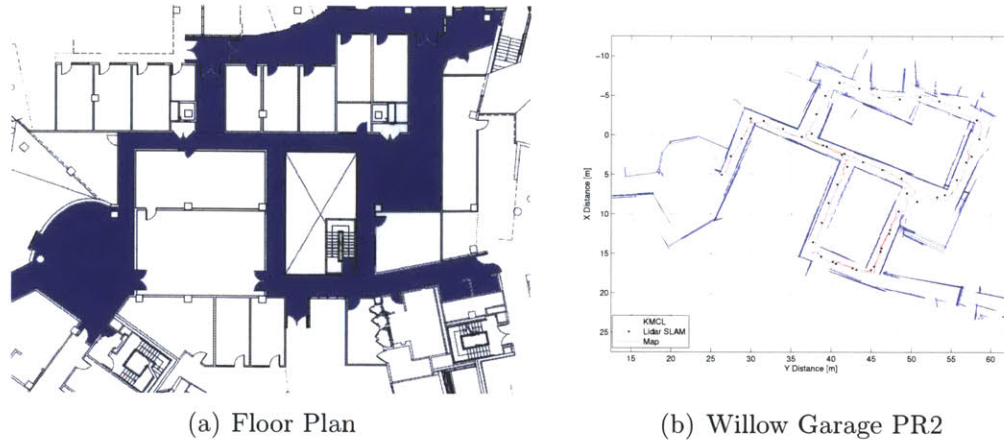 -10
-5
0
5
10
15
20
25
X Distance [m]
KMCL
Lidar SLAM
Map
15 20 25 30 35 40 45 50 55 60
Y Distance [m]
(a) Floor Plan
(b) Willow Garage PR2